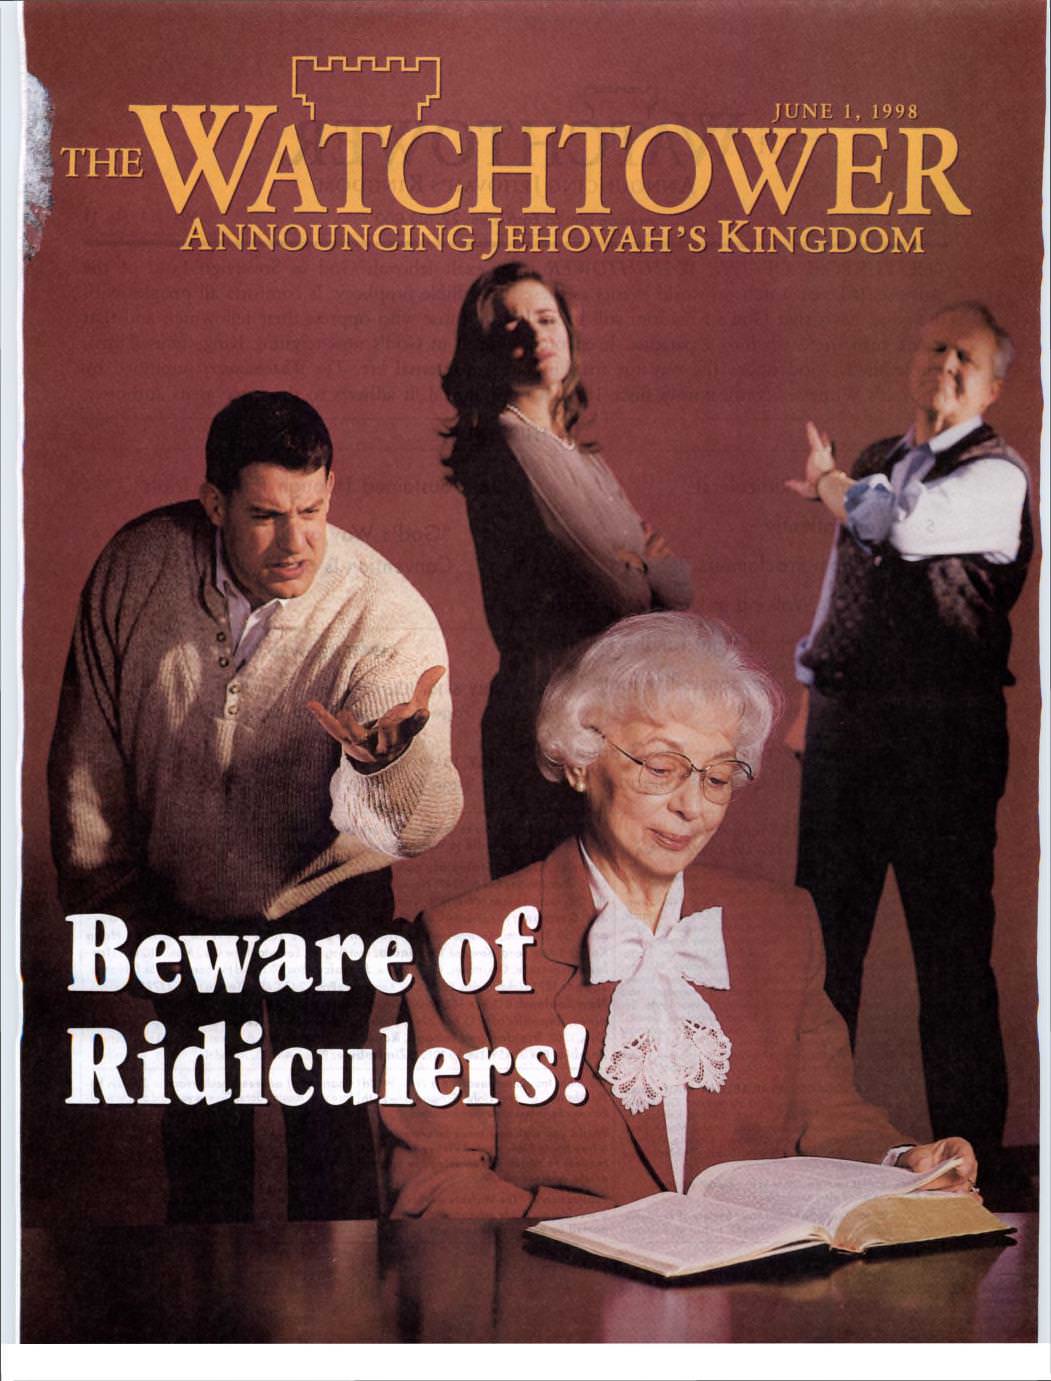 JUNE 1, 1998
THE WATCHTOWER
ANNOUNCING JEHOVAH'S KINGDOM
Beware of
Ridiculers!